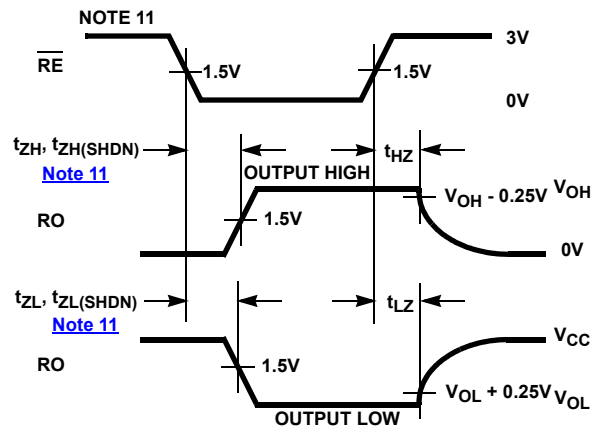 NOTE 11
RE
1.5V
1.5V
3V
0V
tZH, tZH(SHDN)
Note 11
OUTPUT HIGH
tHZ
RO
1.5V
VOH - 0.25V
VOH
0V
tZL, tZL(SHDN)
Note 11
tLZ
RO
1.5V
VCC
VOL + 0.25V
VOL
OUTPUT LOW